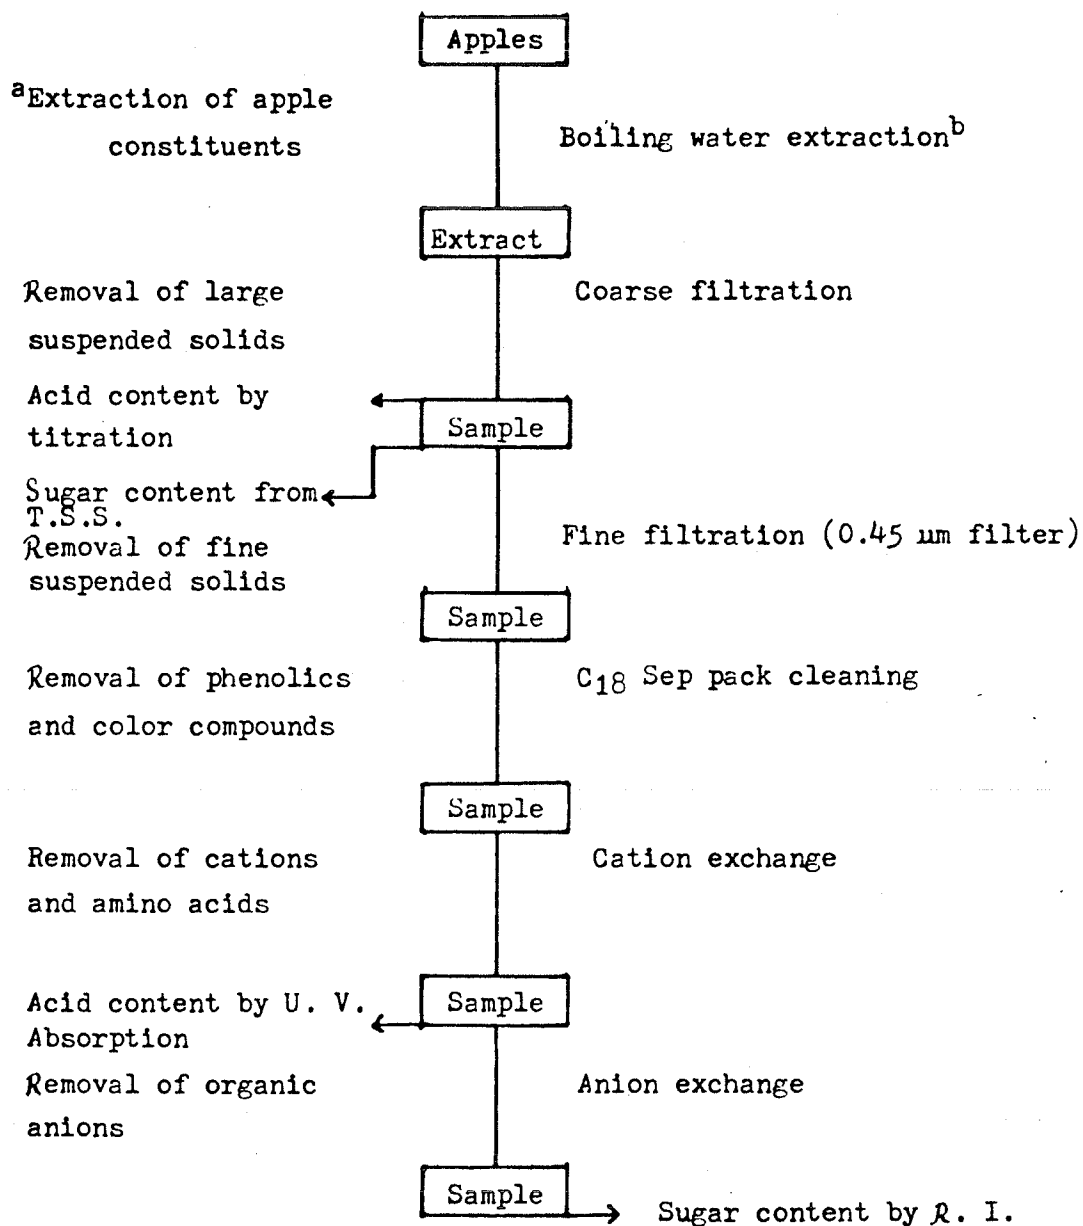 Apples
aExtraction of apple
constituents
Boiling water extractionb
Extract
Removal of large
suspended solids
Coarse filtration
Acid content by
titration
Sample
Sugar content from
T.S.S.
Removal of fine
suspended solids
Fine filtration (0.45 um filter)
Sample
Removal of phenolics
and color compounds
C18 Sep pack cleaning
Sample
Removal of cations
and amino acids
Cation exchange
Sample
Acid content by U. V.
Absorption
Removal of organic
anions
Anion exchange
Sample
Sugar content by R. I.